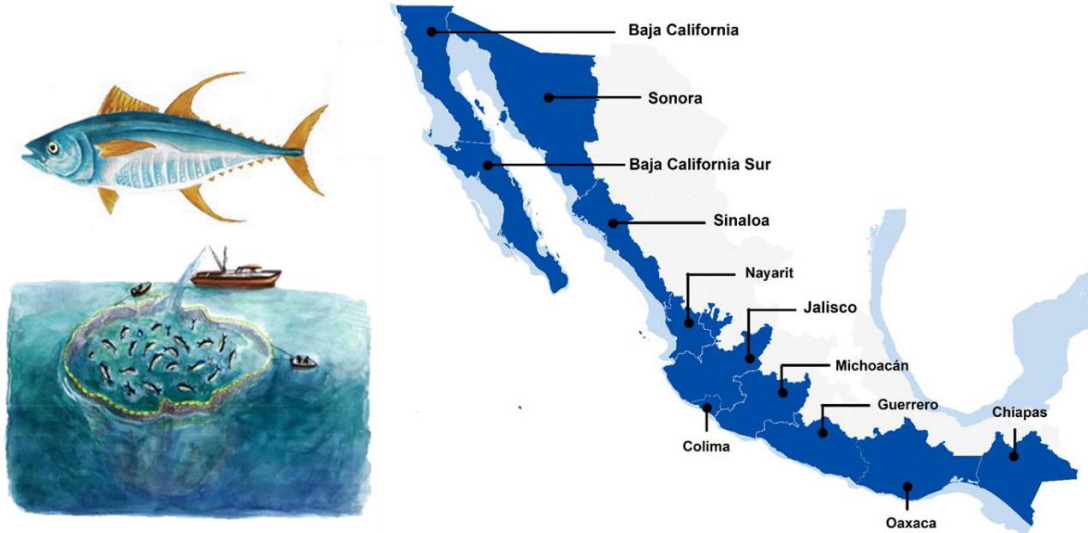 Baja California
Sonora
Baja California Sur
Sinaloa
Nayarit
Jalisco
Michoacán
Guerrero
Chiapas
Colima
Oaxaca